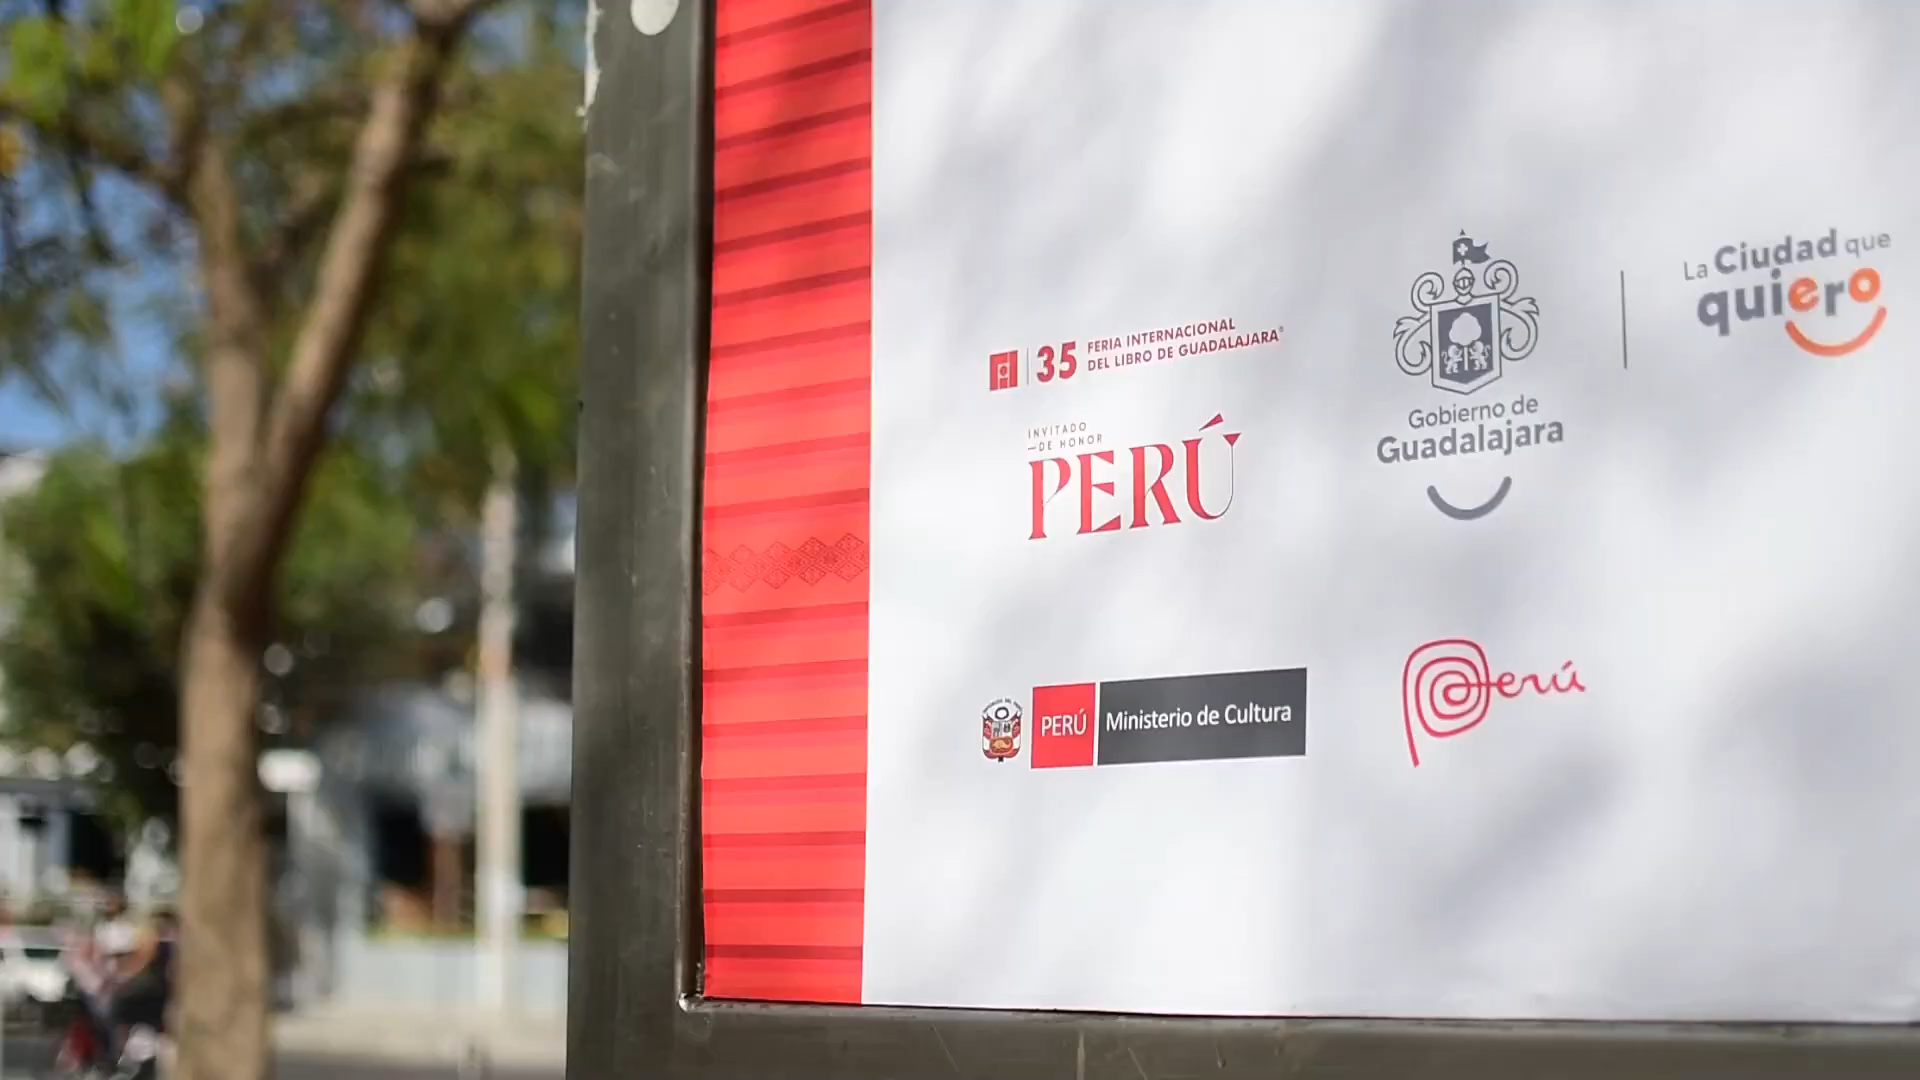 35 FERIA INTERNACIONAL
DEL LIBRO DE GUADALAJARA®
INVITADO
—DE HONOR
PERÚ
Gobierno de
Guadalajara
La Ciudad que
quiero
PERÚ Ministerio de Cultura
Perú